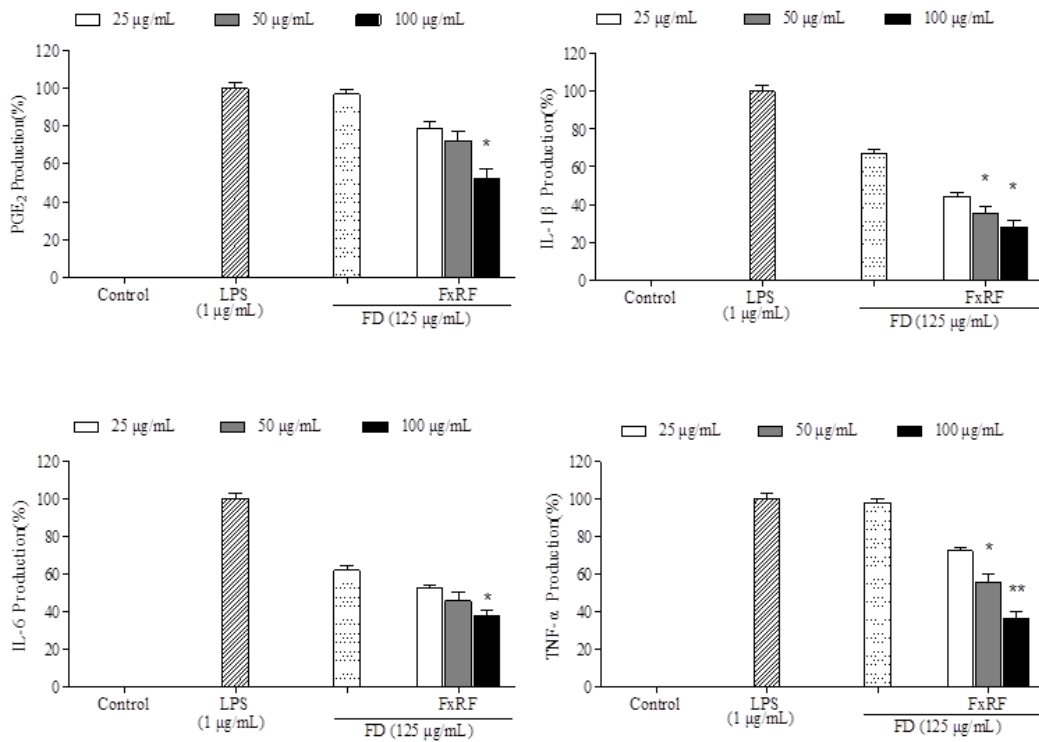 25 µg/mL 50 µg/mL 100 µg/mL
120
100
80
60
40
20
0
PGE₂ Production(%)
*
Control LPS FxRF
(1 µg/mL) FD (125 µg/mL)
25 µg/mL 50 µg/mL 100 µg/mL
120
100
80
60
40
20
0
IL-1β Production(%)
* *
Control LPS FxRF
(1 µg/mL) FD (125 µg/mL)
25 µg/mL 50 µg/mL 100 µg/mL
120
100
80
60
40
20
0
IL-6 Production(%)
*
Control LPS FxRF
(1 µg/mL) FD (125 µg/mL)
25 µg/mL 50 µg/mL 100 µg/mL
120
100
80
60
40
20
0
TNF-α Production(%)
* **
Control LPS FxRF
(1 µg/mL) FD (125 µg/mL)